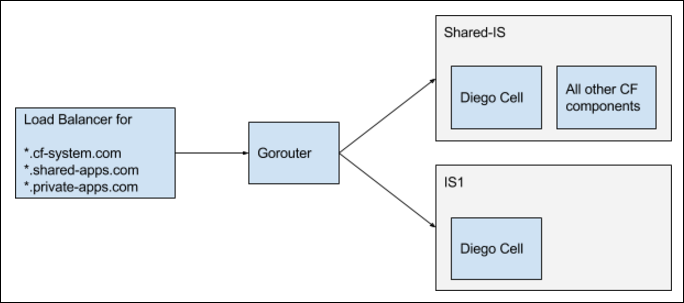 Load Balancer for
*.cf-system.com
*.shared-apps.com
*.private-apps.com
Gorouter
Shared-IS
Diego Cell
All other CF
components
IS1
Diego Cell